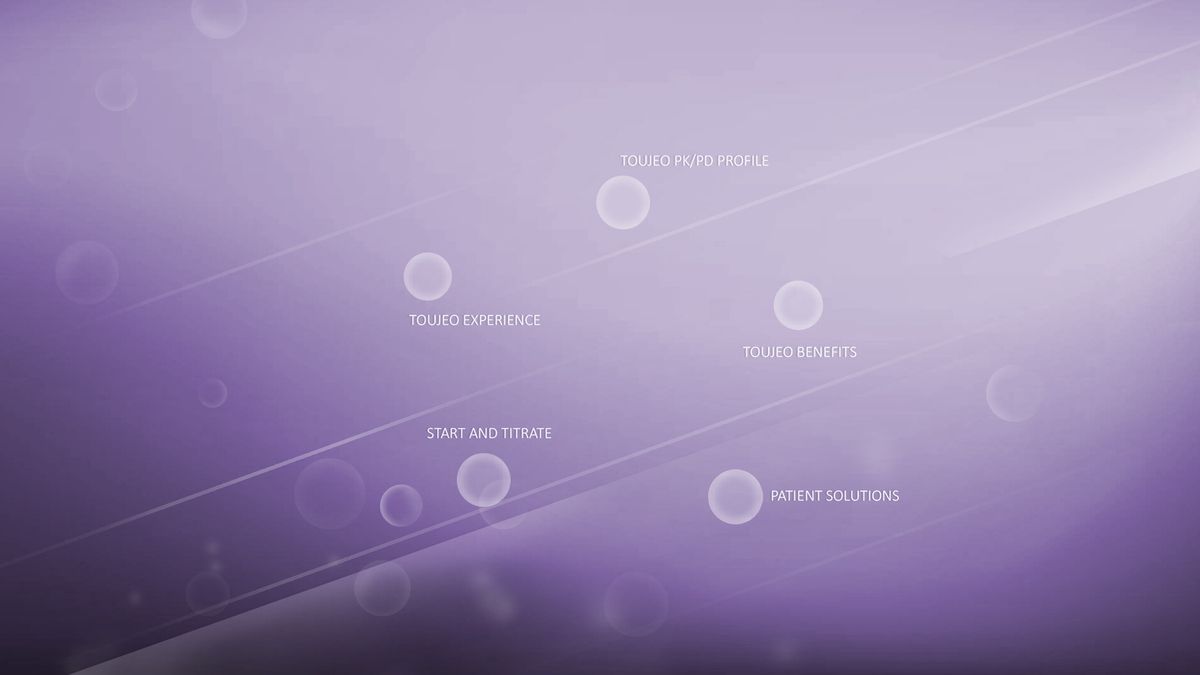 TOUJEO PK/PD PROFILE
TOUJEO EXPERIENCE
TOUJEO BENEFITS
START AND TITRATE
PATIENT SOLUTIONS